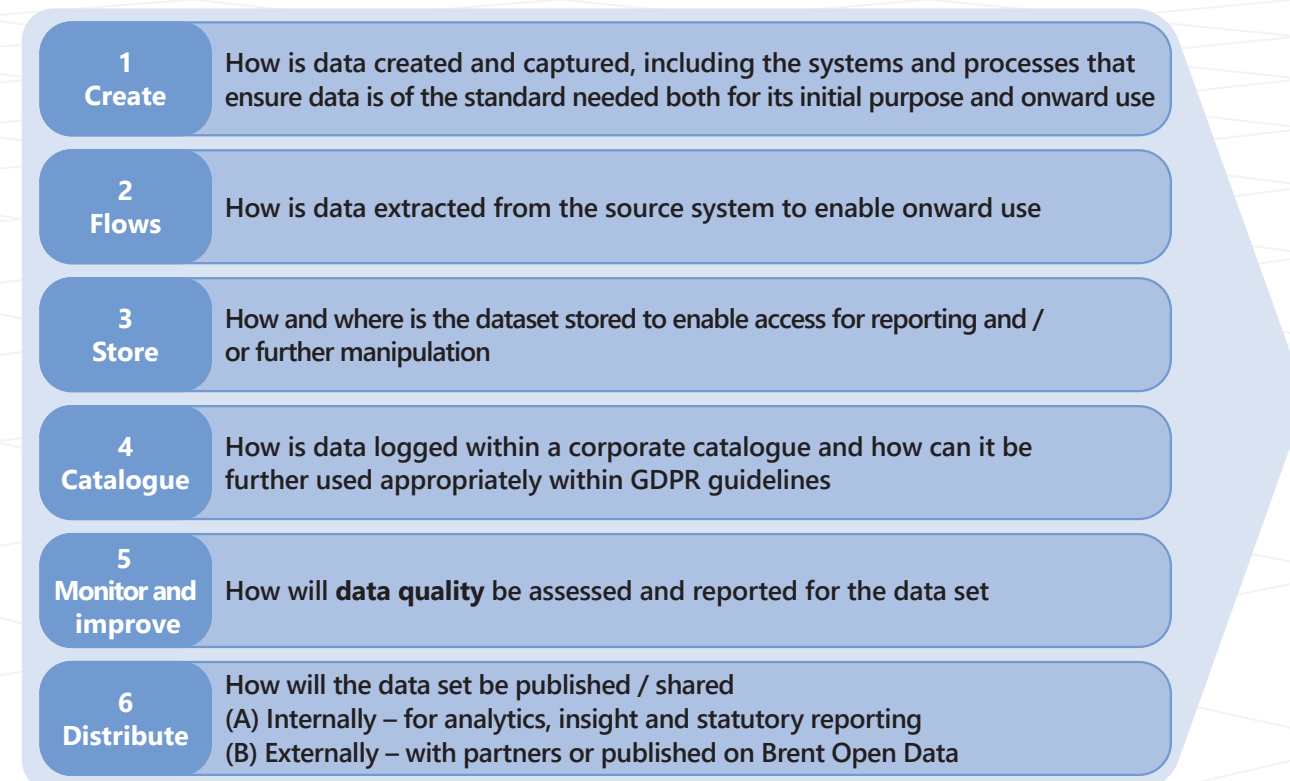 1
Create
How is data created and captured, including the systems and processes that
ensure data is of the standard needed both for its initial purpose and onward use
2
Flows
How is data extracted from the source system to enable onward use
3
Store
How and where is the dataset stored to enable access for reporting and /
or further manipulation
4
Catalogue
How is data logged within a corporate catalogue and how can it be
further used appropriately within GDPR guidelines
5
Monitor and
improve
How will data quality be assessed and reported for the data set
6
Distribute
How will the data set be published / shared
(A) Internally – for analytics, insight and statutory reporting
(B) Externally – with partners or published on Brent Open Data